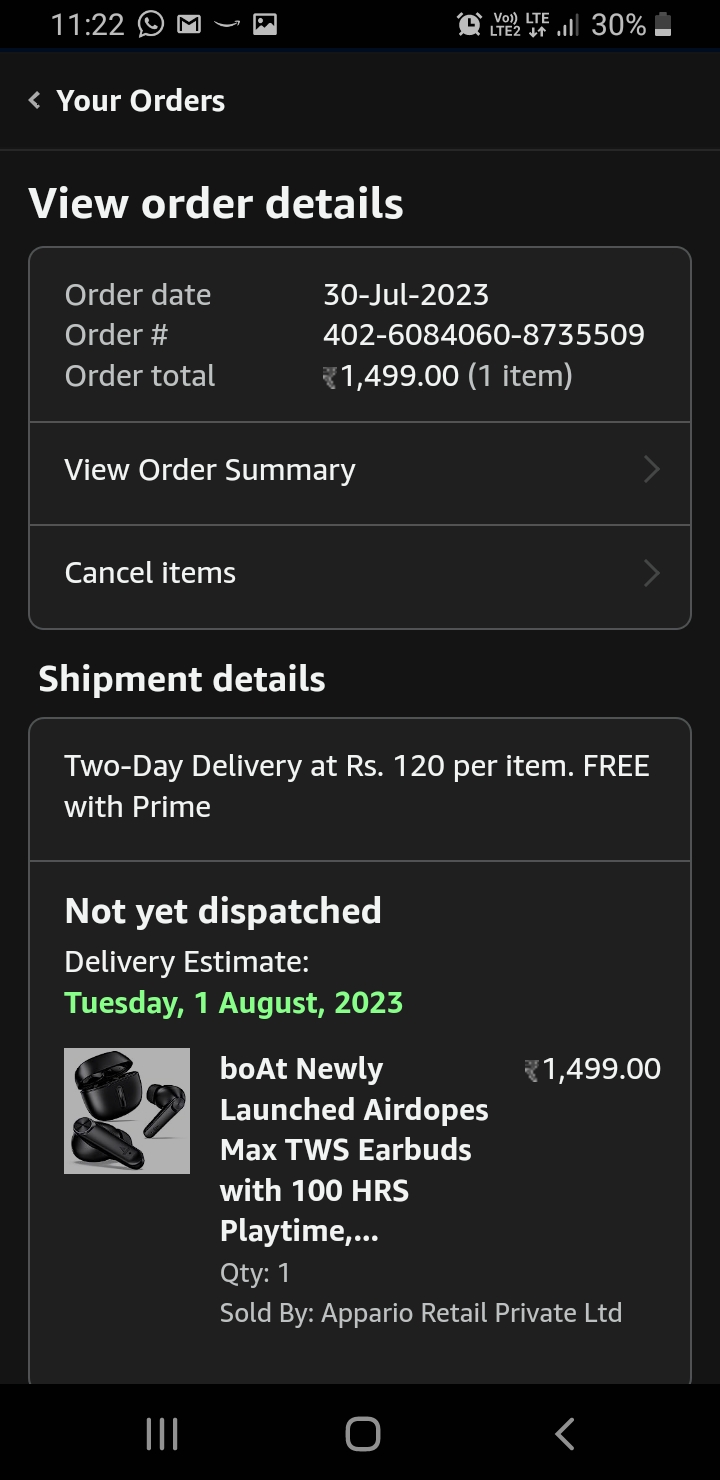 11:22 Vo)) LTE LTE2 30%
Your Orders
View order details
Order date 30-Jul-2023
Order # 402-6084060-8735509
Order total ₹1,499.00 (1 item)
View Order Summary
Cancel items
Shipment details
Two-Day Delivery at Rs. 120 per item. FREE
with Prime
Not yet dispatched
Delivery Estimate:
Tuesday, 1 August, 2023
boAt Newly ₹1,499.00
Launched Airdopes
Max TWS Earbuds
with 100 HRS
Playtime,...
Qty: 1
Sold By: Appario Retail Private Ltd